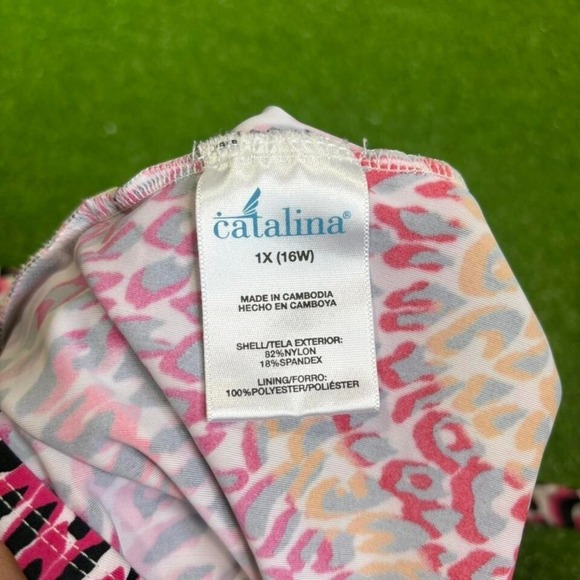 catalina®
1X (16W)
MADE IN CAMBODIA
HECHO EN CAMBOYA
SHELL/TELA EXTERIOR:
82%NYLON
18%SPANDEX
LINING/FORRO:
100%POLYESTER/POLIÉSTER